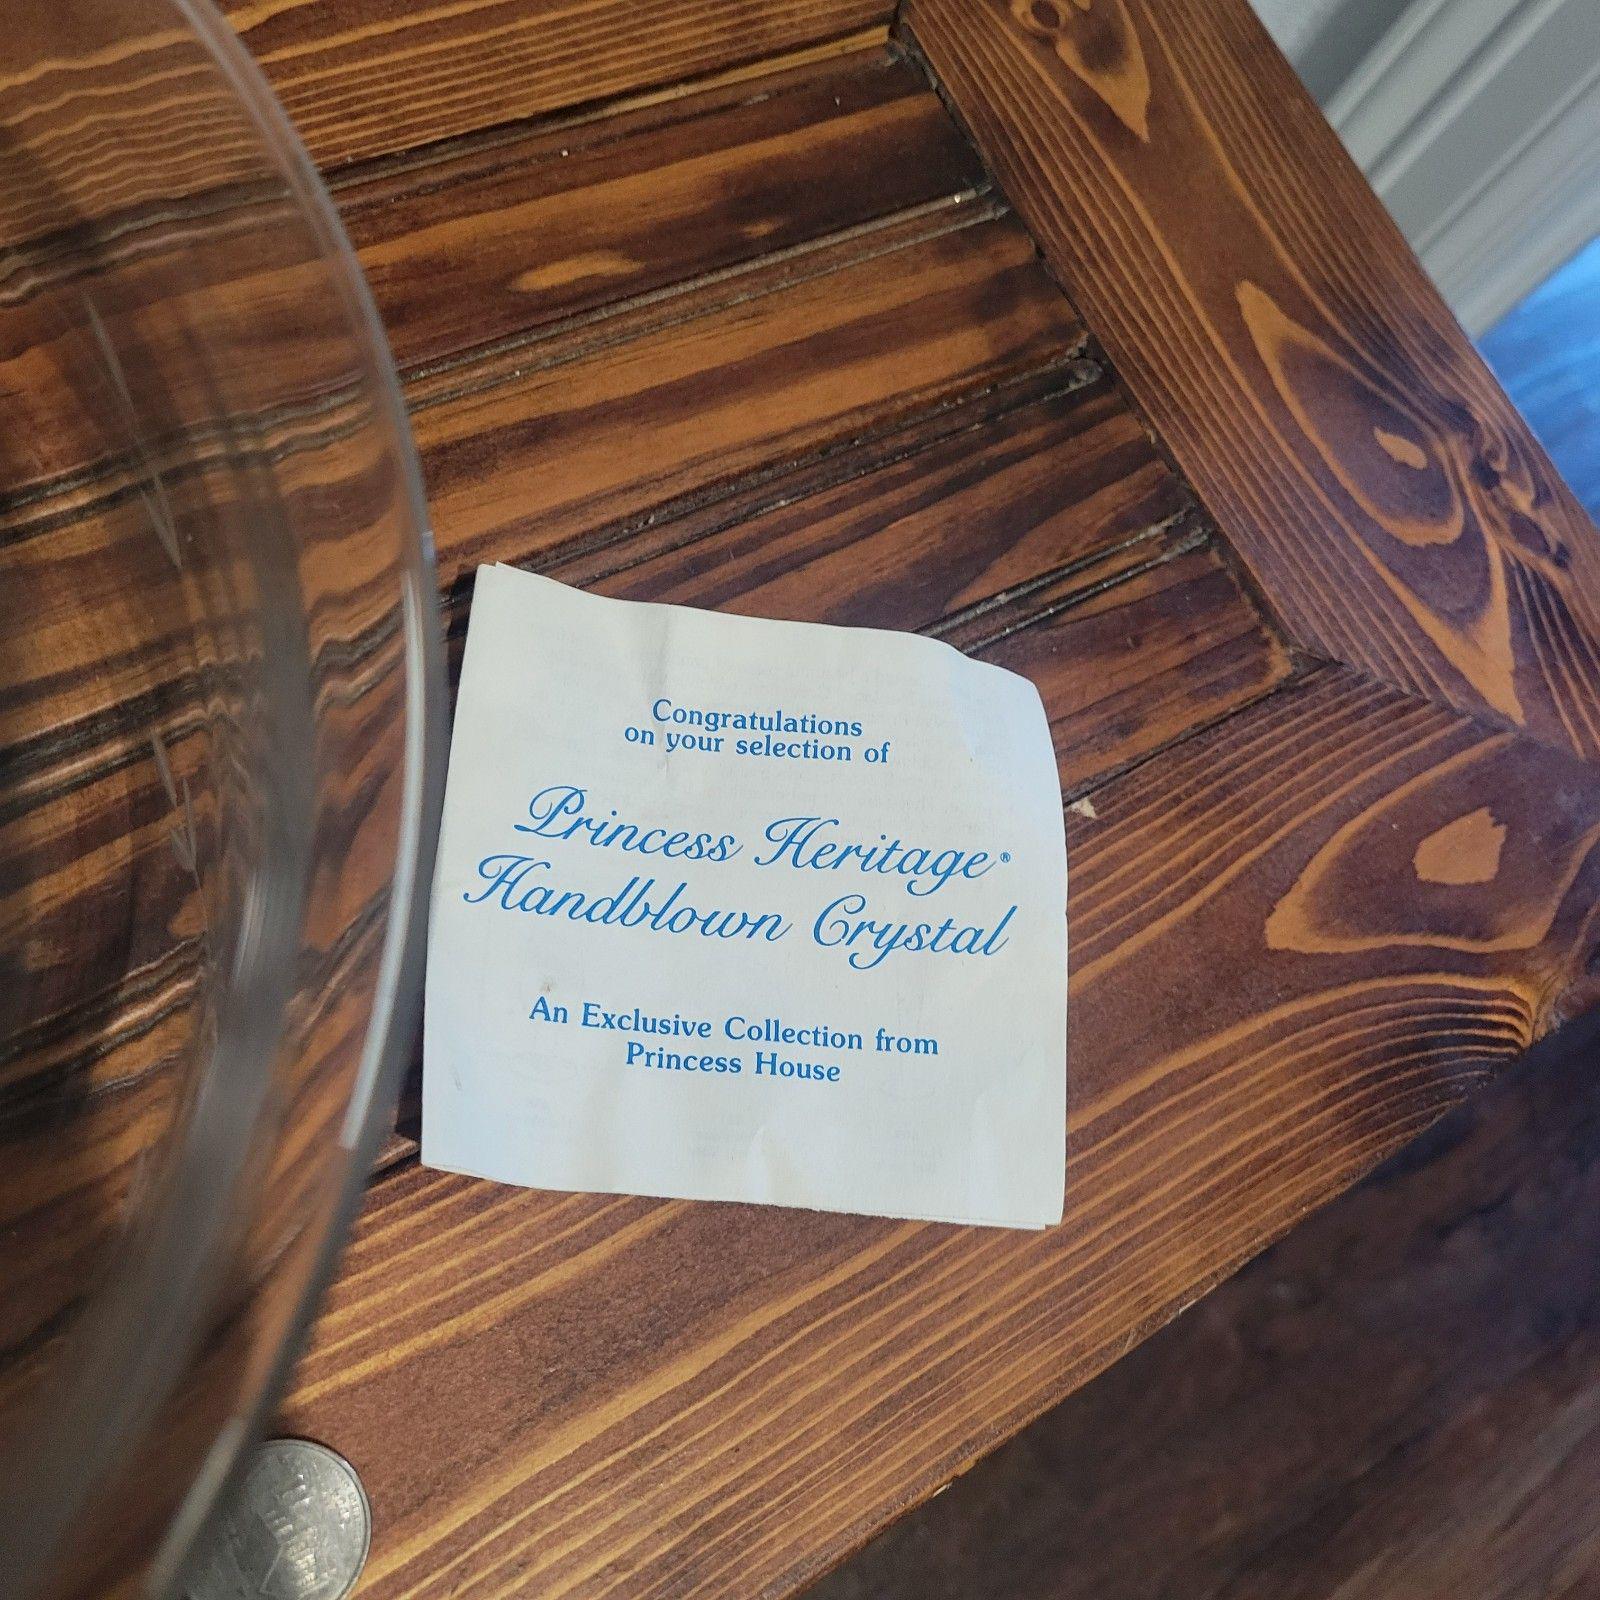 Congratulations
on your selection of
Princess Heritage®
Handblown Crystal
An Exclusive Collection from
Princess House